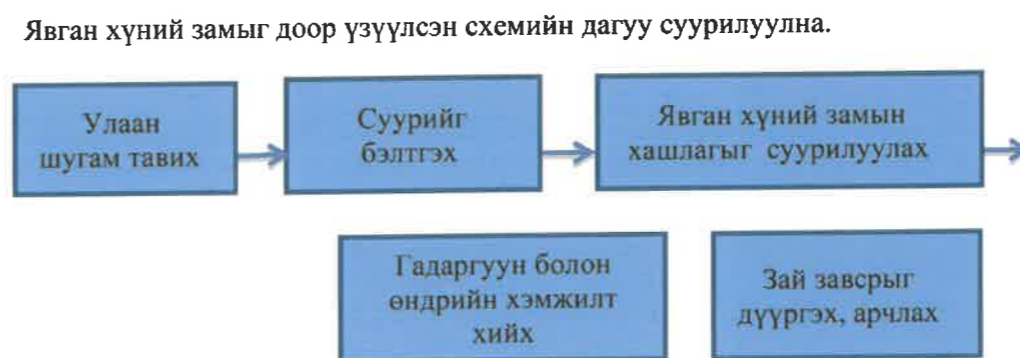 Явган хүний замыг доор үзүүлсэн схемийн дагуу суурилуулна.
Улаан
шугам тавих
Суурийг
бэлтгэх
Явган хүний замын
хашлагыг суурилуулах
Гадаргуун болон
өндрийн хэмжилт
хийх
Зай завсрыг
дүүргэх, арчлах